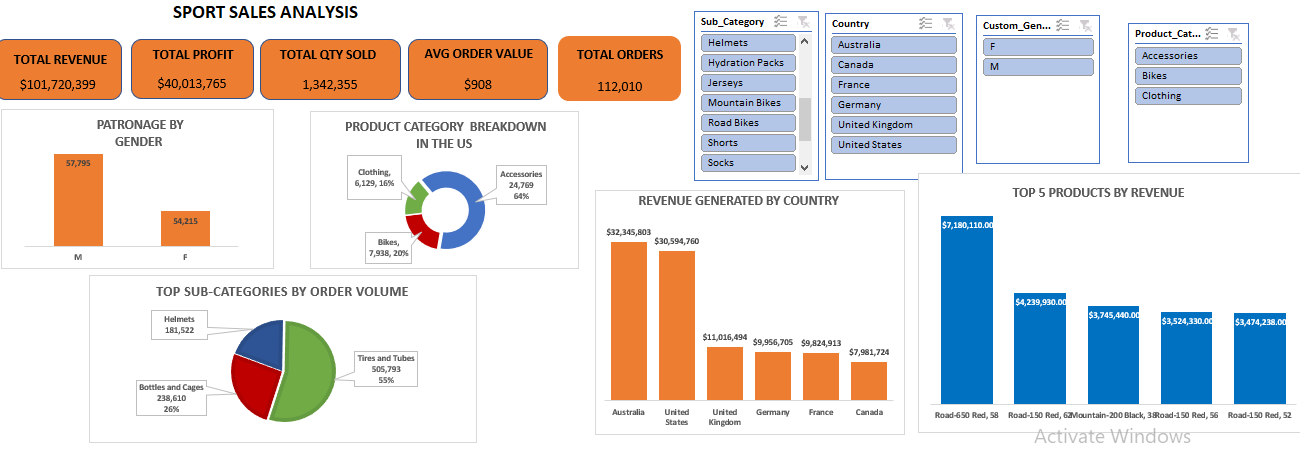 SPORT SALES ANALYSIS
TOTAL REVENUE
$101,720,399
TOTAL PROFIT
$40,013,765
TOTAL QTY SOLD
1,342,355
AVG ORDER VALUE
$908
TOTAL ORDERS
112,010
Sub_Category
Helmets
Hydration Packs
Jerseys
Mountain Bikes
Road Bikes
Shorts
Socks
Country
Australia
Canada
France
Germany
United Kingdom
United States
Custom_Gen...
F
M
Product_Cat...
Accessories
Bikes
Clothing
PATRONAGE BY
GENDER
57,795
54,215
M
F
PRODUCT CATEGORY BREAKDOWN
IN THE US
Clothing,
6,129, 16%
Accessories
24,769
64%
Bikes,
7,938, 20%
TOP SUB-CATEGORIES BY ORDER VOLUME
Helmets
181,522
Tires and Tubes
505,793
55%
Bottles and Cages
238,610
26%
REVENUE GENERATED BY COUNTRY
$32,345,803
$30,594,760
$11,016,494
$9,956,705
$9,824,913
$7,981,724
Australia
United
States
United
Kingdom
Germany
France
Canada
TOP 5 PRODUCTS BY REVENUE
$7,180,110.00
$4,239,930.00
$3,745,440.00
$3,524,330.00
$3,474,238.00
Road-650 Red, 58
Road-150 Red, 62
Mountain-200 Black, 38
Road-150 Red, 56
Road-150 Red, 52
Activate Windows